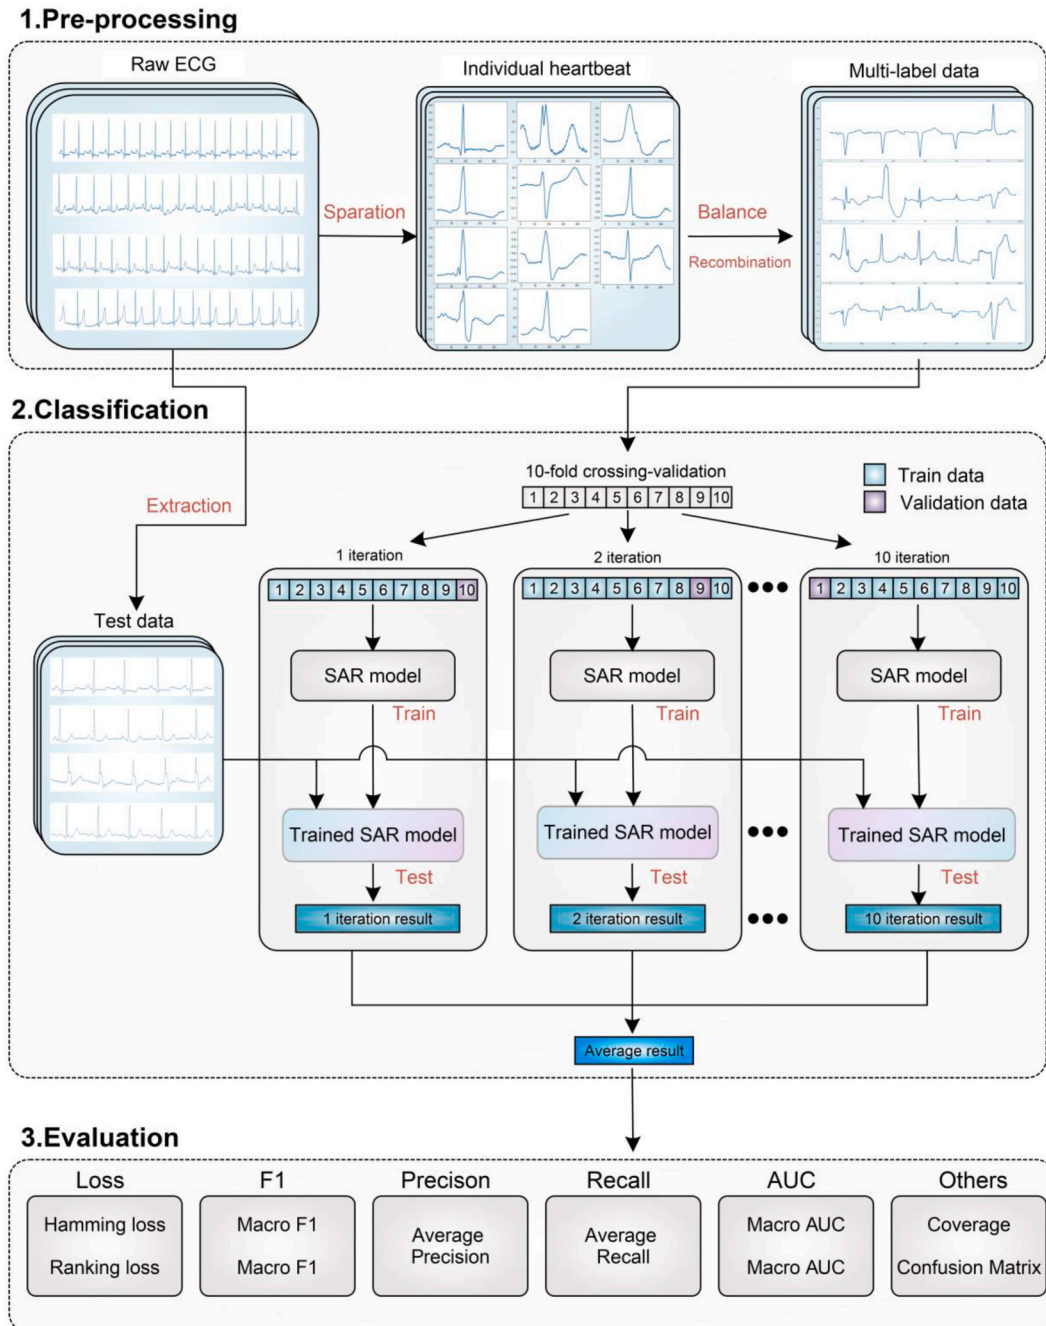 1.Pre-processing
Raw ECG
Individual heartbeat
Multi-label data
Sparation
Balance
Recombination
2.Classification
Extraction
10-fold crossing-validation
1 2 3 4 5 6 7 8 9 10
Train data
Validation data
1 iteration
2 iteration
10 iteration
1 2 3 4 5 6 7 8 9 10
1 2 3 4 5 6 7 8 9 10
1 2 3 4 5 6 7 8 9 10
Test data
SAR model
SAR model
SAR model
Train
Train
Train
Trained SAR model
Trained SAR model
Trained SAR model
Test
Test
Test
1 iteration result
2 iteration result
10 iteration result
Average result
3.Evaluation
Loss
F1
Precison
Recall
AUC
Others
Hamming loss
Ranking loss
Macro F1
Macro F1
Average
Precision
Average
Recall
Macro AUC
Macro AUC
Coverage
Confusion Matrix